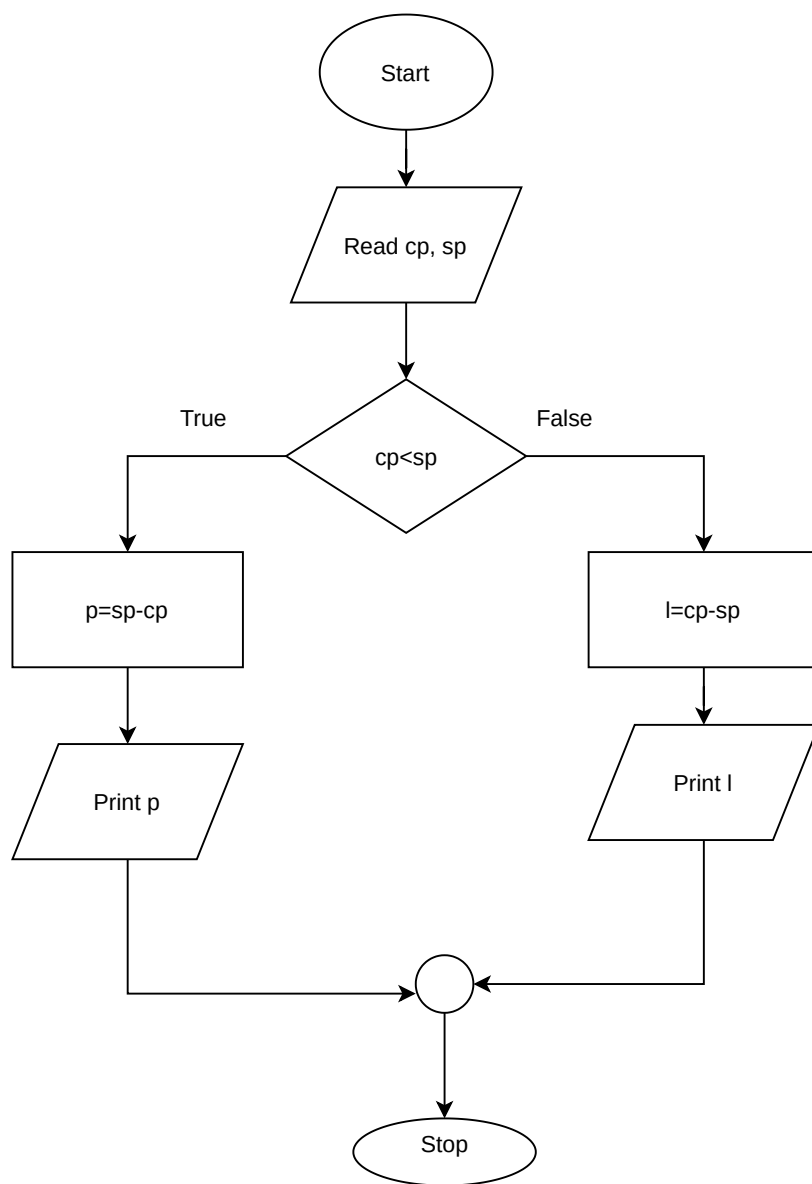 Start
Read cp, sp
True
False
cp<sp
p=sp-cp
l=cp-sp
Print p
Print l
Stop